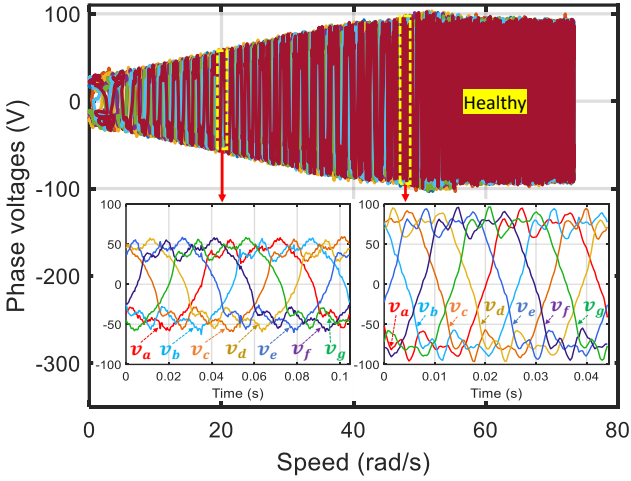 100
0
-100
-200
-300
Phase voltages (V)
Healthy
100
50
0
-50
-100
v_a v_b v_c v_d v_e v_f v_g
0 0.02 0.04 0.06 0.08 0.1
Time (s)
100
50
0
-50
-100
v_a v_b v_c v_d v_e v_f v_g
0 0.01 0.02 0.03 0.04
Time (s)
0 20 40 60 80
Speed (rad/s)